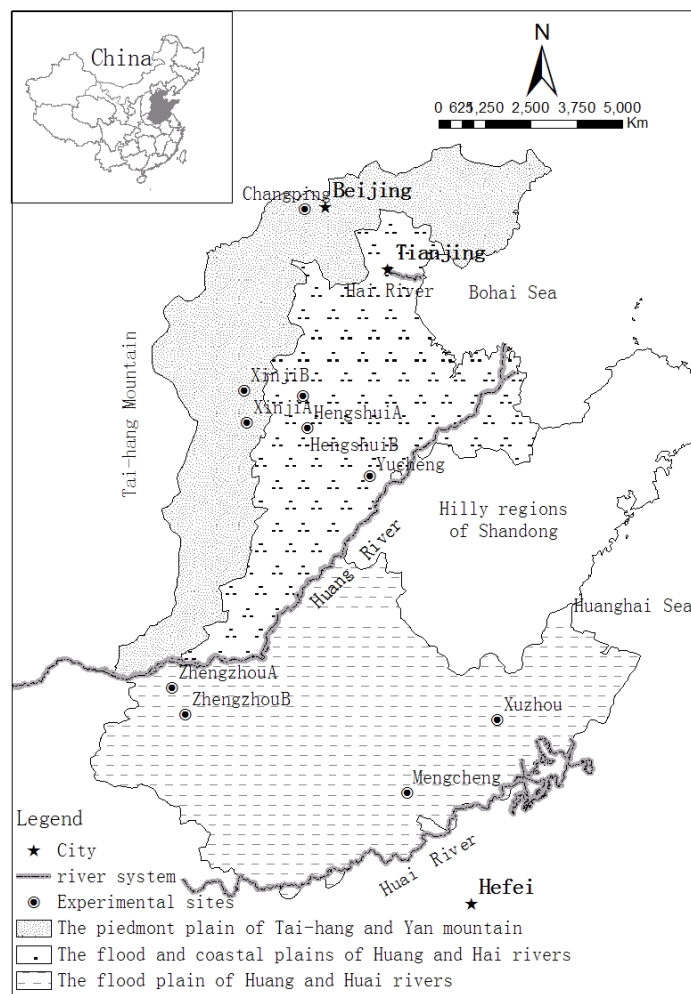 China
N
0 625 1,250 2,500 3,750 5,000
Km
Changping
Beijing
Tianjing
Hai River
Bohai Sea
Tai-hang Mountain
XinjiB
XinjiA
HengshuiA
HengshuiB
Yucheng
Hilly regions
of Shandong
Huang River
Huanghai Sea
ZhengzhouA
ZhengzhouB
Xuzhou
Mengcheng
Huai River
Hefei
Legend
City
river system
Experimental sites
The piedmont plain of Tai-hang and Yan mountain
The flood and coastal plains of Huang and Hai rivers
The flood plain of Huang and Huai rivers